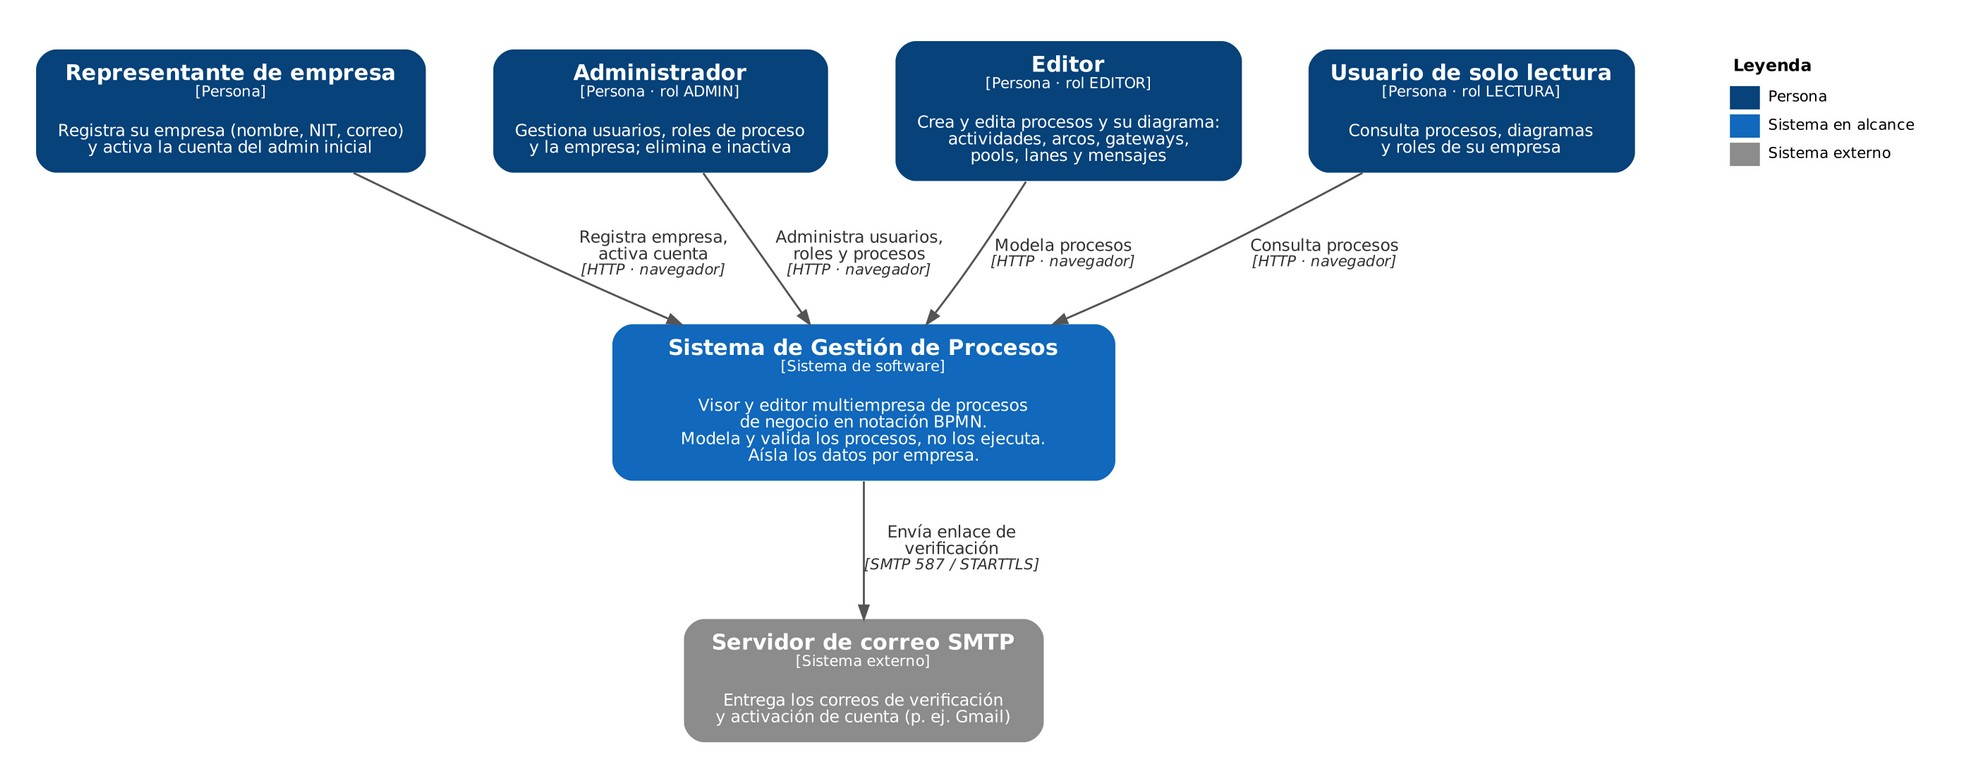 Representante de empresa
[Persona]
Registra su empresa (nombre, NIT, correo)
y activa la cuenta del admin inicial
Administrador
[Persona · rol ADMIN]
Gestiona usuarios, roles de proceso
y la empresa; elimina e inactiva
Editor
[Persona · rol EDITOR]
Crea y edita procesos y su diagrama:
actividades, arcos, gateways,
pools, lanes y mensajes
Usuario de solo lectura
[Persona · rol LECTURA]
Consulta procesos, diagramas
y roles de su empresa
Leyenda
Persona
Sistema en alcance
Sistema externo
Registra empresa,
activa cuenta
[HTTP · navegador]
Administra usuarios,
roles y procesos
[HTTP · navegador]
Modela procesos
[HTTP · navegador]
Consulta procesos
[HTTP · navegador]
Sistema de Gestión de Procesos
[Sistema de software]
Visor y editor multiempresa de procesos
de negocio en notación BPMN.
Modela y valida los procesos, no los ejecuta.
Aísla los datos por empresa.
Envía enlace de
verificación
[SMTP 587 / STARTTLS]
Servidor de correo SMTP
[Sistema externo]
Entrega los correos de verificación
y activación de cuenta (p. ej. Gmail)